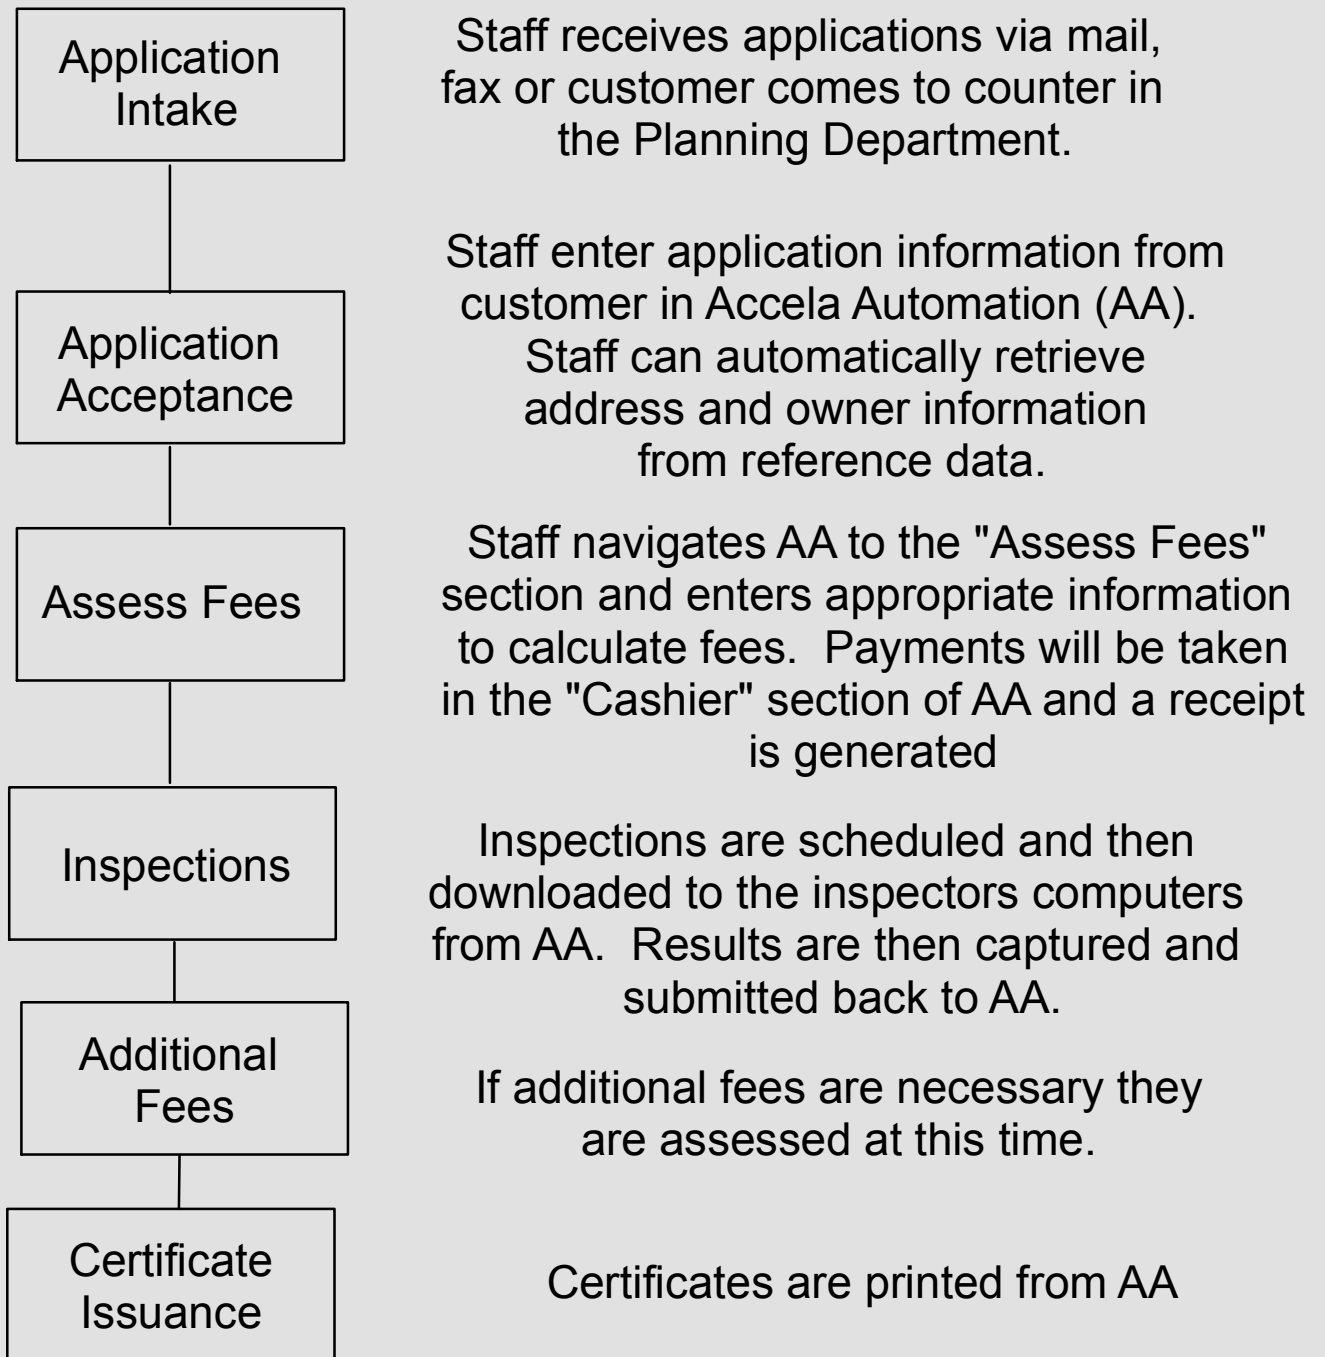 Application
Intake
Staff receives applications via mail,
fax or customer comes to counter in
the Planning Department.
Application
Acceptance
Staff enter application information from
customer in Accela Automation (AA).
Staff can automatically retrieve
address and owner information
from reference data.
Assess Fees
Staff navigates AA to the "Assess Fees"
section and enters appropriate information
to calculate fees.  Payments will be taken
in the "Cashier" section of AA and a receipt
is generated
Inspections
Inspections are scheduled and then
downloaded to the inspectors computers
from AA.  Results are then captured and
submitted back to AA.
Additional
Fees
If additional fees are necessary they
are assessed at this time.
Certificate
Issuance
Certificates are printed from AA